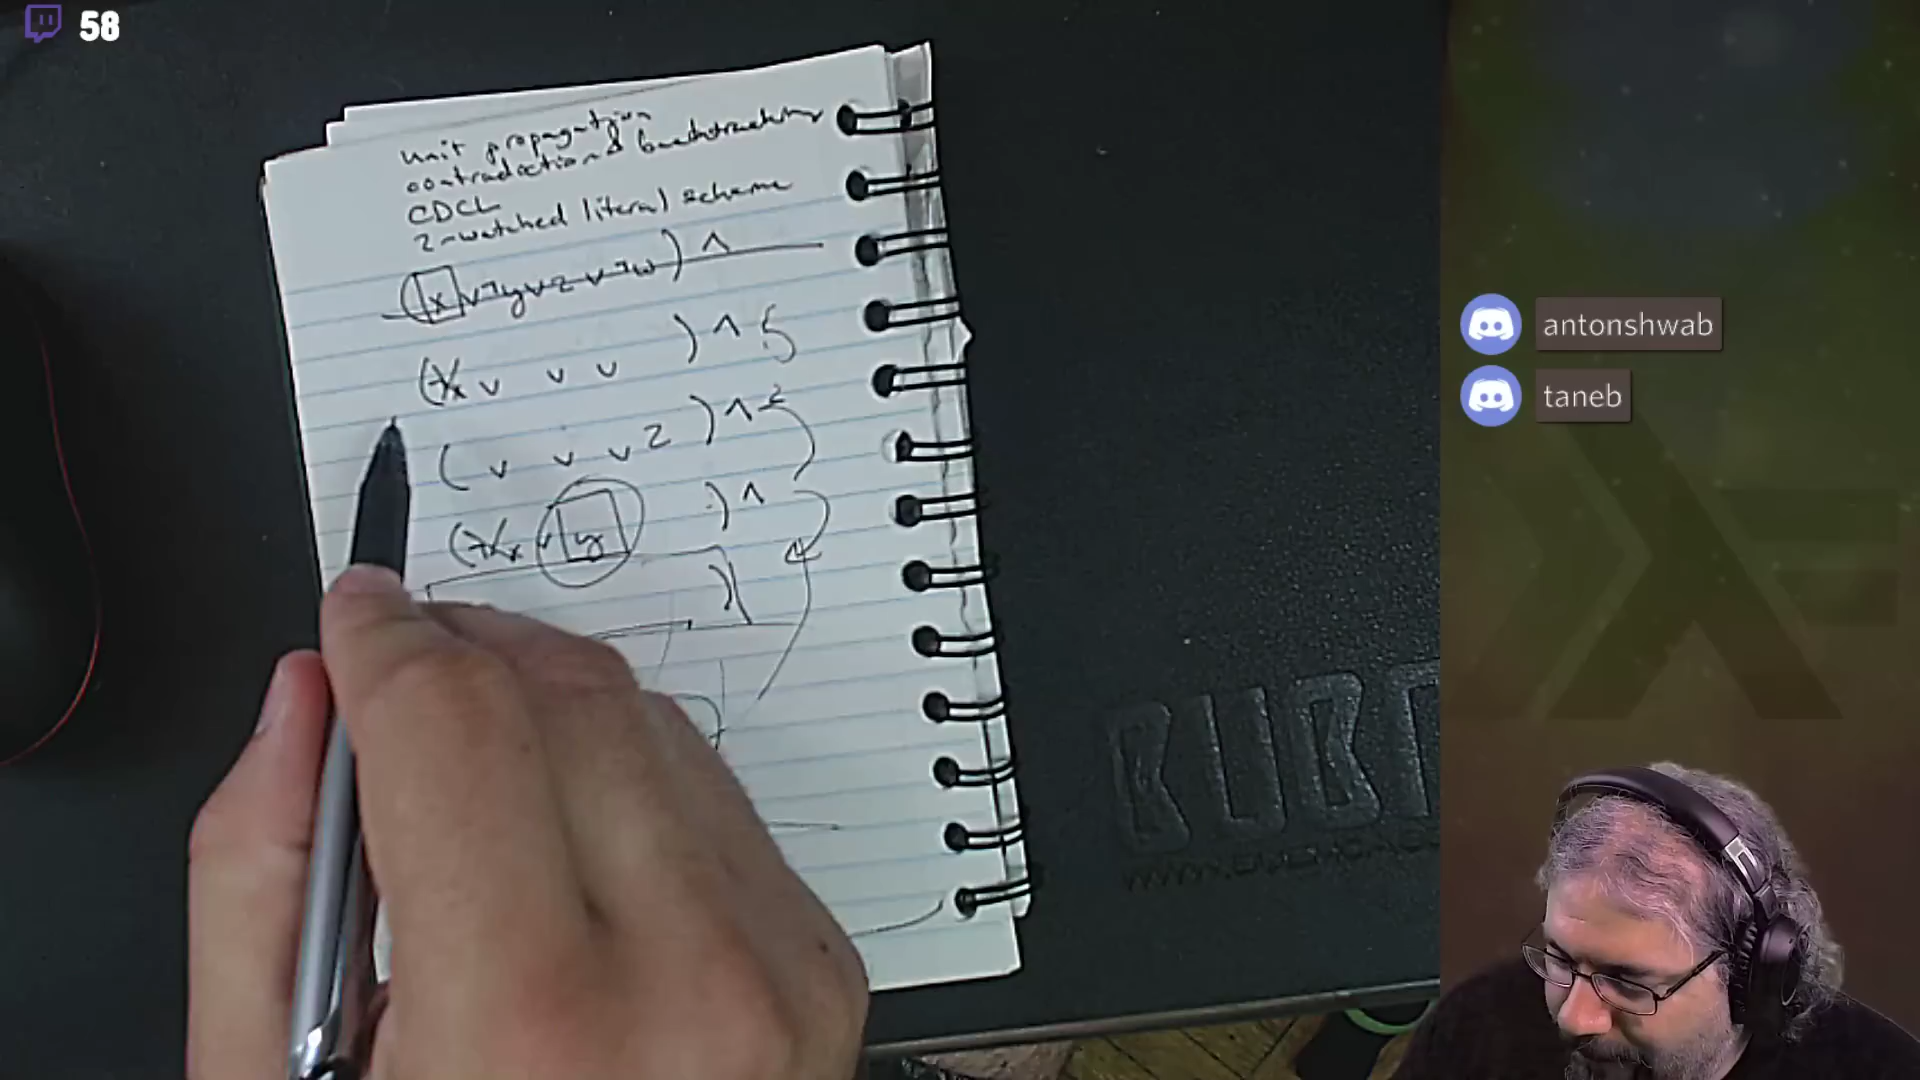 58
unit propagation
contradiction & backtracking
CDCL
2-watched literal scheme
(x v ¬y v z v ¬w) ^
(¬x v v v ) ^
( v v v z ) ^
(¬x v y ) ^
)
antonshwab
taneb